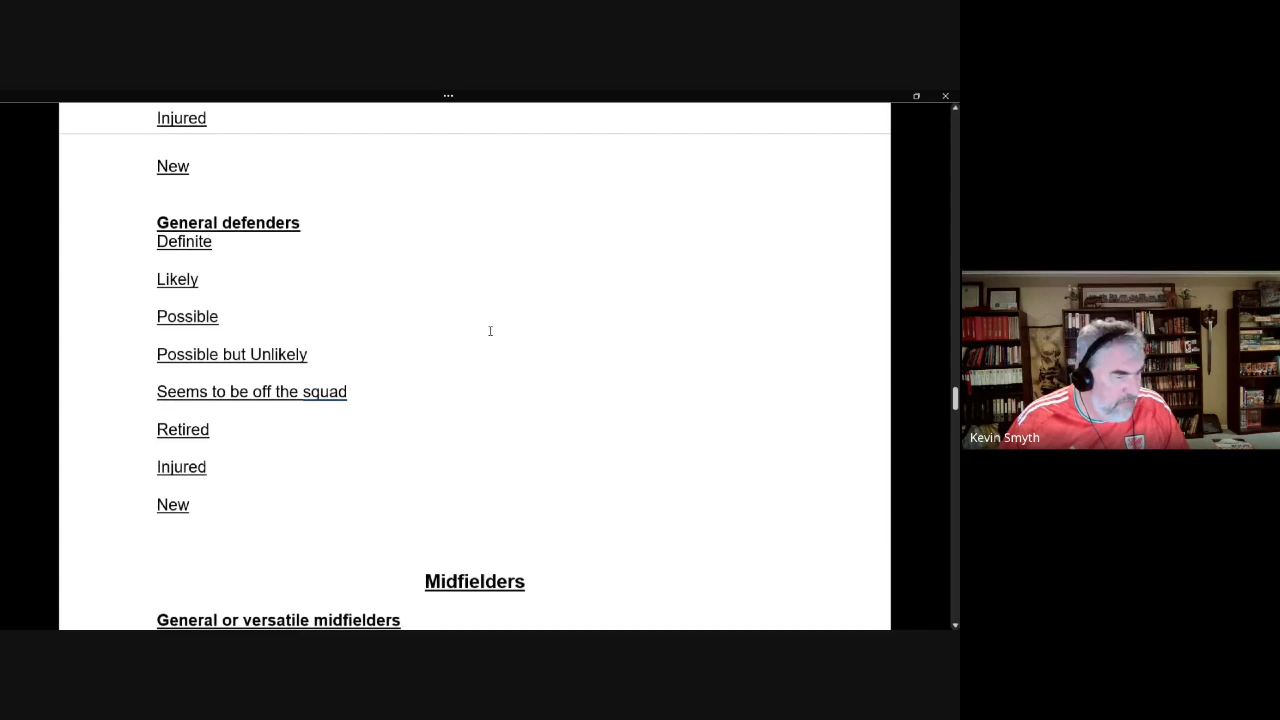 Injured
New
General defenders
Definite
Likely
Possible
Possible but Unlikely
Seems to be off the squad
Retired
Injured
New
Midfielders
General or versatile midfielders
Kevin Smyth